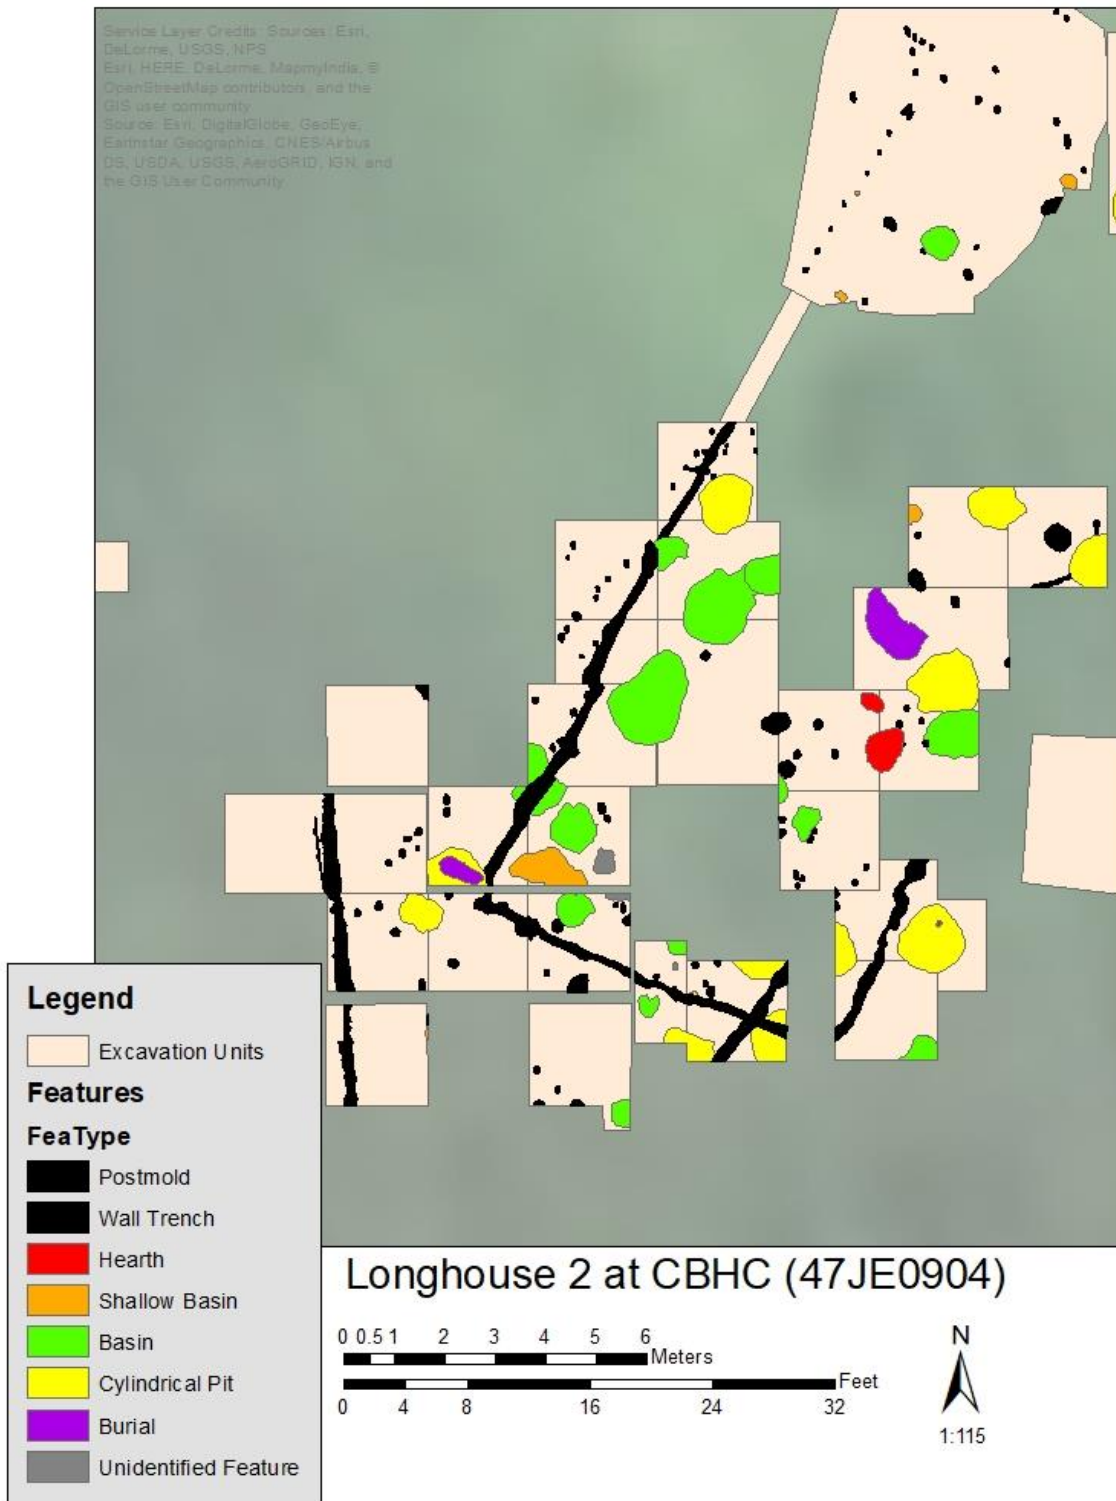 Service Layer Credits: Sources: Esri,
DeLorme, USGS, NPS
Esri, HERE, DeLorme, MapmyIndia, ©
OpenStreetMap contributors, and the
GIS user community
Source: Esri, DigitalGlobe, GeoEye,
Earthstar Geographics, CNES/Airbus
DS, USDA, USGS, AeroGRID, IGN, and
the GIS User Community
Legend
Excavation Units
Features
FeaType
Postmold
Wall Trench
Hearth
Shallow Basin
Basin
Cylindrical Pit
Burial
Unidentified Feature
Longhouse 2 at CBHC (47JE0904)
0 0.5 1 2 3 4 5 6
Meters
Feet
0 4 8 16 24 32
N
1:115